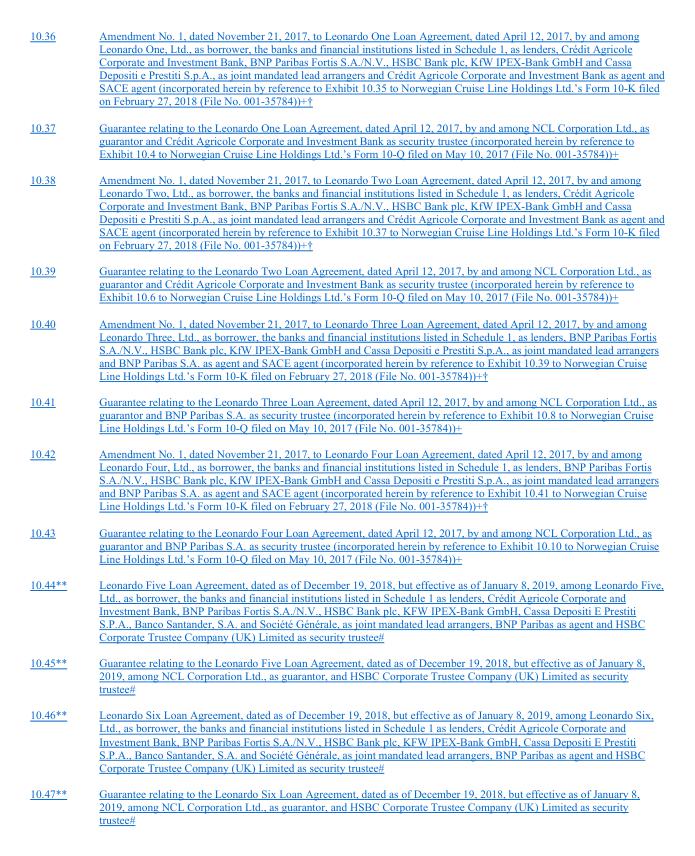 10.36 Amendment No. 1, dated November 21, 2017, to Leonardo One Loan Agreement, dated April 12, 2017, by and among
Leonardo One, Ltd., as borrower, the banks and financial institutions listed in Schedule 1, as lenders, Crédit Agricole
Corporate and Investment Bank, BNP Paribas Fortis S.A./N.V., HSBC Bank plc, KfW IPEX-Bank GmbH and Cassa
Depositi e Prestiti S.p.A., as joint mandated lead arrangers and Crédit Agricole Corporate and Investment Bank as agent and
SACE agent (incorporated herein by reference to Exhibit 10.35 to Norwegian Cruise Line Holdings Ltd.'s Form 10-K filed
on February 27, 2018 (File No. 001-35784))+†
10.37 Guarantee relating to the Leonardo One Loan Agreement, dated April 12, 2017, by and among NCL Corporation Ltd., as
guarantor and Crédit Agricole Corporate and Investment Bank as security trustee (incorporated herein by reference to
Exhibit 10.4 to Norwegian Cruise Line Holdings Ltd.'s Form 10-Q filed on May 10, 2017 (File No. 001-35784))+
10.38 Amendment No. 1, dated November 21, 2017, to Leonardo Two Loan Agreement, dated April 12, 2017, by and among
Leonardo Two, Ltd., as borrower, the banks and financial institutions listed in Schedule 1, as lenders, Crédit Agricole
Corporate and Investment Bank, BNP Paribas Fortis S.A./N.V., HSBC Bank plc, KfW IPEX-Bank GmbH and Cassa
Depositi e Prestiti S.p.A., as joint mandated lead arrangers and Crédit Agricole Corporate and Investment Bank as agent and
SACE agent (incorporated herein by reference to Exhibit 10.37 to Norwegian Cruise Line Holdings Ltd.'s Form 10-K filed
on February 27, 2018 (File No. 001-35784))+†
10.39 Guarantee relating to the Leonardo Two Loan Agreement, dated April 12, 2017, by and among NCL Corporation Ltd., as
guarantor and Crédit Agricole Corporate and Investment Bank as security trustee (incorporated herein by reference to
Exhibit 10.6 to Norwegian Cruise Line Holdings Ltd.'s Form 10-Q filed on May 10, 2017 (File No. 001-35784))+
10.40 Amendment No. 1, dated November 21, 2017, to Leonardo Three Loan Agreement, dated April 12, 2017, by and among
Leonardo Three, Ltd., as borrower, the banks and financial institutions listed in Schedule 1, as lenders, BNP Paribas Fortis
S.A./N.V., HSBC Bank plc, KfW IPEX-Bank GmbH and Cassa Depositi e Prestiti S.p.A., as joint mandated lead arrangers
and BNP Paribas S.A. as agent and SACE agent (incorporated herein by reference to Exhibit 10.39 to Norwegian Cruise
Line Holdings Ltd.'s Form 10-K filed on February 27, 2018 (File No. 001-35784))+†
10.41 Guarantee relating to the Leonardo Three Loan Agreement, dated April 12, 2017, by and among NCL Corporation Ltd., as
guarantor and BNP Paribas S.A. as security trustee (incorporated herein by reference to Exhibit 10.8 to Norwegian Cruise
Line Holdings Ltd.'s Form 10-Q filed on May 10, 2017 (File No. 001-35784))+
10.42 Amendment No. 1, dated November 21, 2017, to Leonardo Four Loan Agreement, dated April 12, 2017, by and among
Leonardo Four, Ltd., as borrower, the banks and financial institutions listed in Schedule 1, as lenders, BNP Paribas Fortis
S.A./N.V., HSBC Bank plc, KfW IPEX-Bank GmbH and Cassa Depositi e Prestiti S.p.A., as joint mandated lead arrangers
and BNP Paribas S.A. as agent and SACE agent (incorporated herein by reference to Exhibit 10.41 to Norwegian Cruise
Line Holdings Ltd.'s Form 10-K filed on February 27, 2018 (File No. 001-35784))+†
10.43 Guarantee relating to the Leonardo Four Loan Agreement, dated April 12, 2017, by and among NCL Corporation Ltd., as
guarantor and BNP Paribas S.A. as security trustee (incorporated herein by reference to Exhibit 10.10 to Norwegian Cruise
Line Holdings Ltd.'s Form 10-Q filed on May 10, 2017 (File No. 001-35784))+
10.44** Leonardo Five Loan Agreement, dated as of December 19, 2018, but effective as of January 8, 2019, among Leonardo Five,
Ltd., as borrower, the banks and financial institutions listed in Schedule 1 as lenders, Crédit Agricole Corporate and
Investment Bank, BNP Paribas Fortis S.A./N.V., HSBC Bank plc, KFW IPEX-Bank GmbH, Cassa Depositi E Prestiti
S.P.A., Banco Santander, S.A. and Société Générale, as joint mandated lead arrangers, BNP Paribas as agent and HSBC
Corporate Trustee Company (UK) Limited as security trustee#
10.45** Guarantee relating to the Leonardo Five Loan Agreement, dated as of December 19, 2018, but effective as of January 8,
2019, among NCL Corporation Ltd., as guarantor, and HSBC Corporate Trustee Company (UK) Limited as security
trustee#
10.46** Leonardo Six Loan Agreement, dated as of December 19, 2018, but effective as of January 8, 2019, among Leonardo Six,
Ltd., as borrower, the banks and financial institutions listed in Schedule 1 as lenders, Crédit Agricole Corporate and
Investment Bank, BNP Paribas Fortis S.A./N.V., HSBC Bank plc, KFW IPEX-Bank GmbH, Cassa Depositi E Prestiti
S.P.A., Banco Santander, S.A. and Société Générale, as joint mandated lead arrangers, BNP Paribas as agent and HSBC
Corporate Trustee Company (UK) Limited as security trustee#
10.47** Guarantee relating to the Leonardo Six Loan Agreement, dated as of December 19, 2018, but effective as of January 8,
2019, among NCL Corporation Ltd., as guarantor, and HSBC Corporate Trustee Company (UK) Limited as security
trustee#